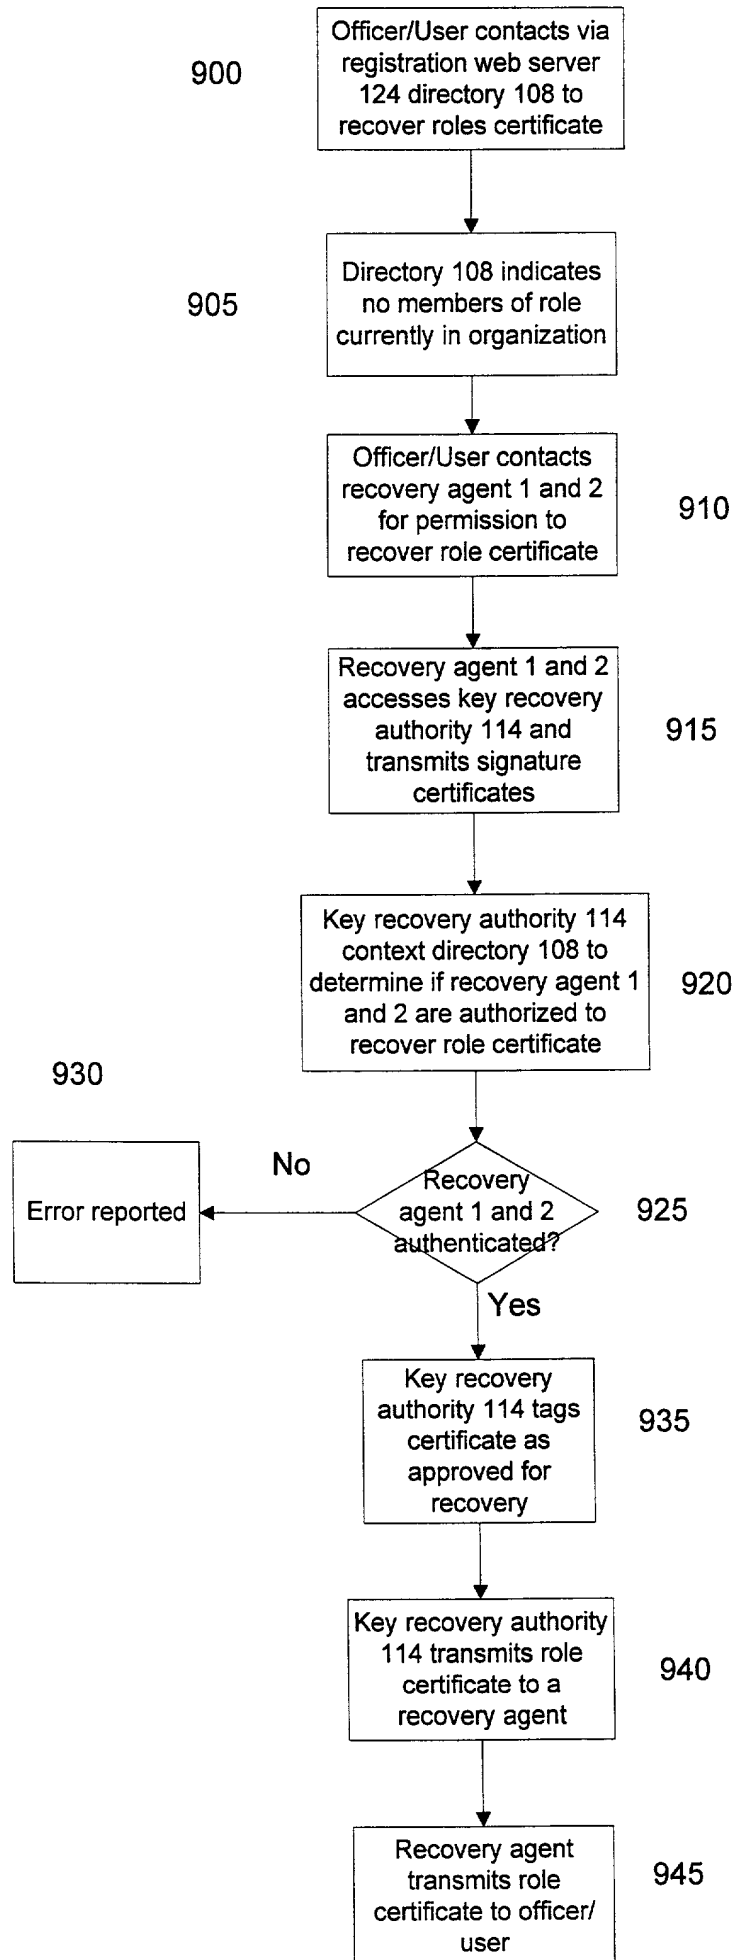 900
Officer/User contacts via
registration web server
124 directory 108 to
recover roles certificate
905
Directory 108 indicates
no members of role
currently in organization
Officer/User contacts
recovery agent 1 and 2
for permission to
recover role certificate
910
Recovery agent 1 and 2
accesses key recovery
authority 114 and
transmits signature
certificates
915
Key recovery authority 114
context directory 108 to
determine if recovery agent 1
and 2 are authorized to
recover role certificate
920
930
Error reported
No
Recovery
agent 1 and 2
authenticated?
925
Yes
Key recovery
authority 114 tags
certificate as
approved for
recovery
935
Key recovery authority
114 transmits role
certificate to a
recovery agent
940
Recovery agent
transmits role
certificate to officer/
user
945